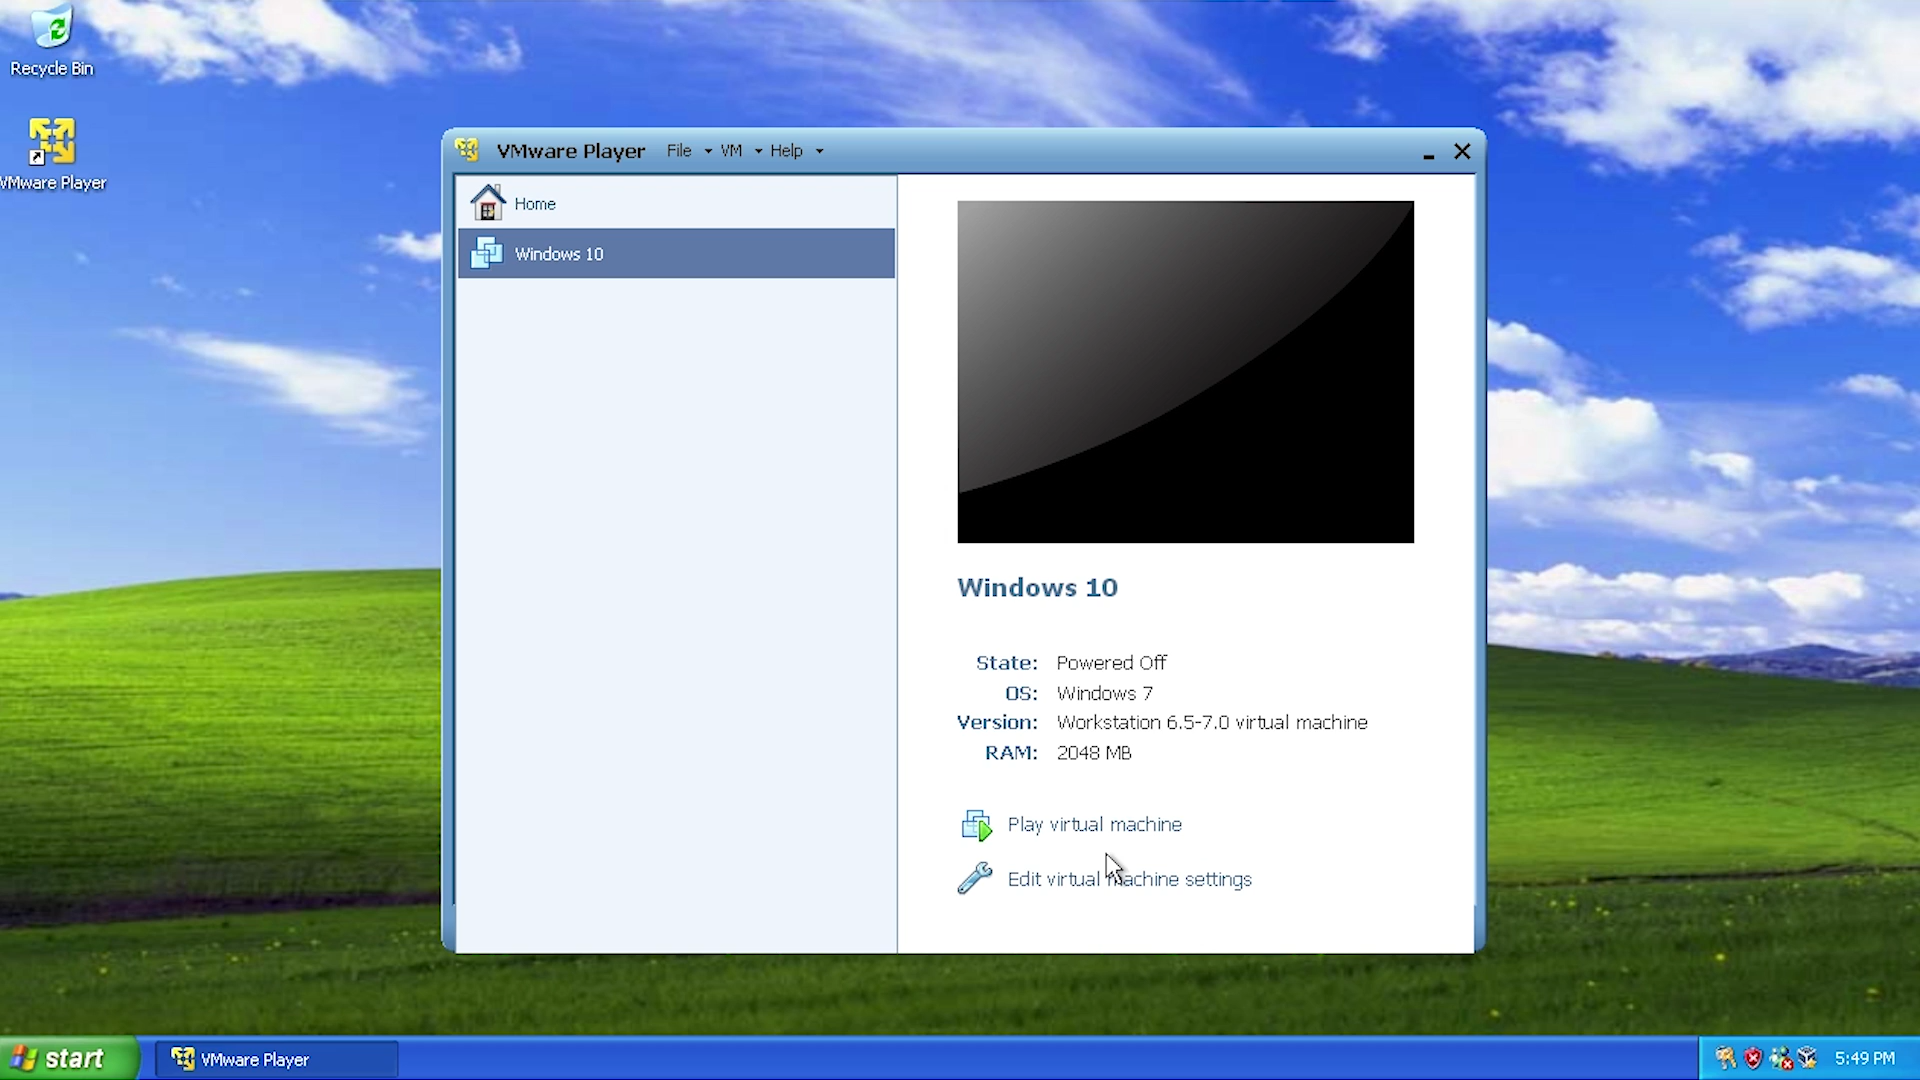 Recycle Bin
VMware Player
VMware Player File VM Help
Home
Windows 10
Windows 10
State: Powered Off
OS: Windows 7
Version: Workstation 6.5-7.0 virtual machine
RAM: 2048 MB
Play virtual machine
Edit virtual machine settings
start
VMware Player
5:49 PM